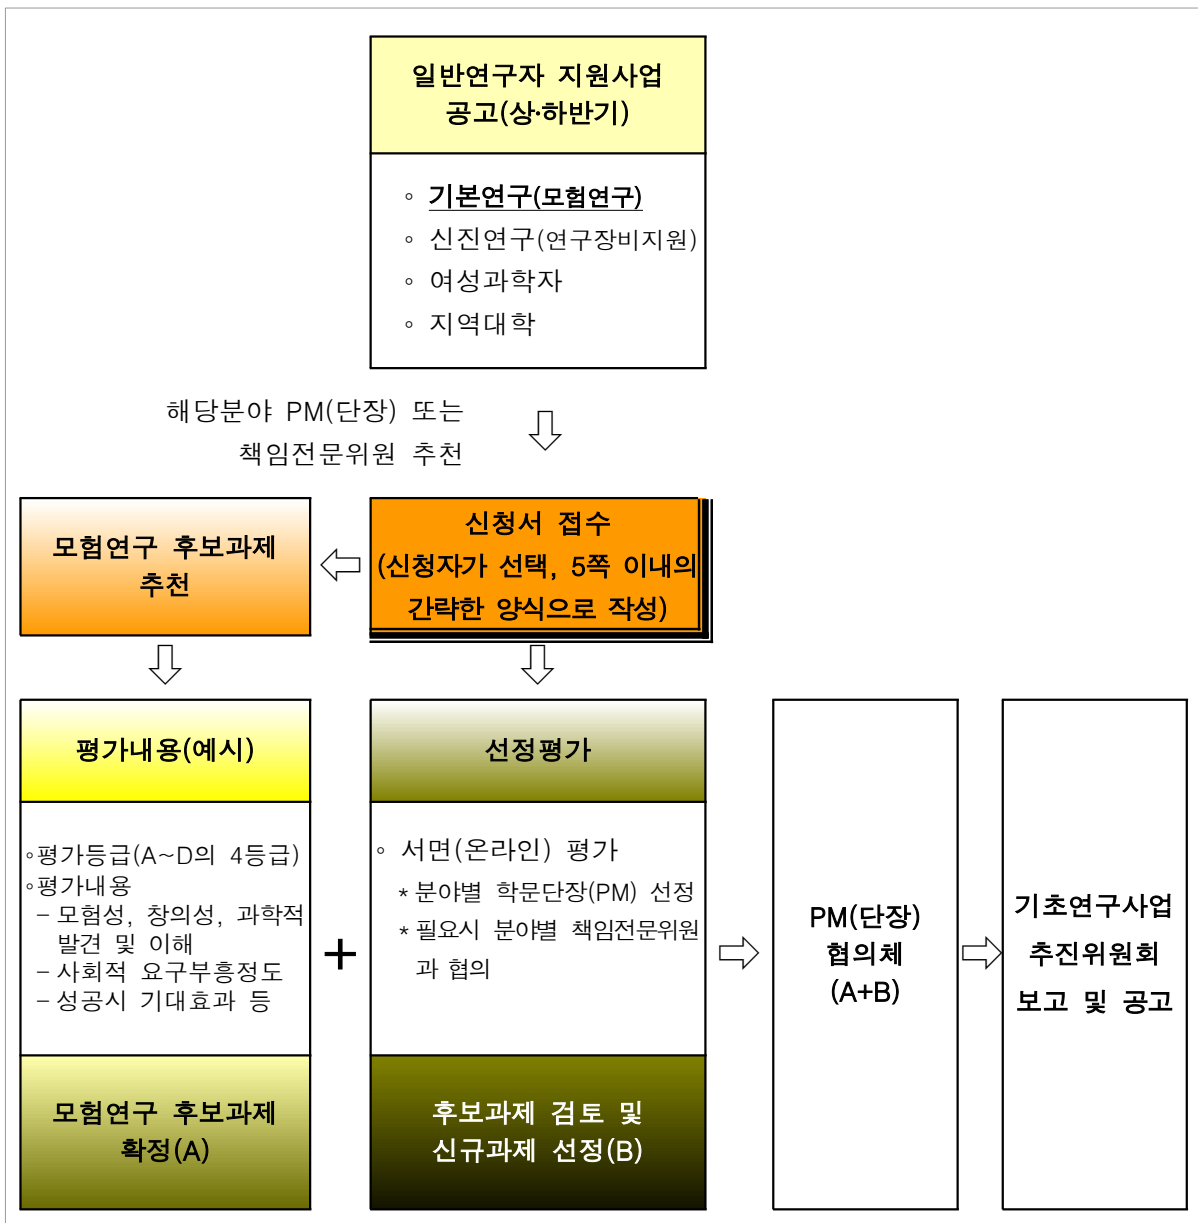 일반연구자 지원사업
공고(상·하반기)
◦ 기본연구(모험연구)
◦ 신진연구(연구장비지원)
◦ 여성과학자
◦ 지역대학
해당분야 PM(단장) 또는
책임전문위원 추천
모험연구 후보과제
추천
신청서 접수
(신청자가 선택, 5쪽 이내의
간략한 양식으로 작성)
평가내용(예시)
◦평가등급(A~D의 4등급)
◦평가내용
– 모험성, 창의성, 과학적
발견 및 이해
– 사회적 요구부흥정도
– 성공시 기대효과 등
모험연구 후보과제
확정(A)
+
선정평가
◦ 서면(온라인) 평가
* 분야별 학문단장(PM) 선정
* 필요시 분야별 책임전문위원
과 협의
후보과제 검토 및
신규과제 선정(B)
PM(단장)
협의체
(A+B)
기초연구사업
추진위원회
보고 및 공고